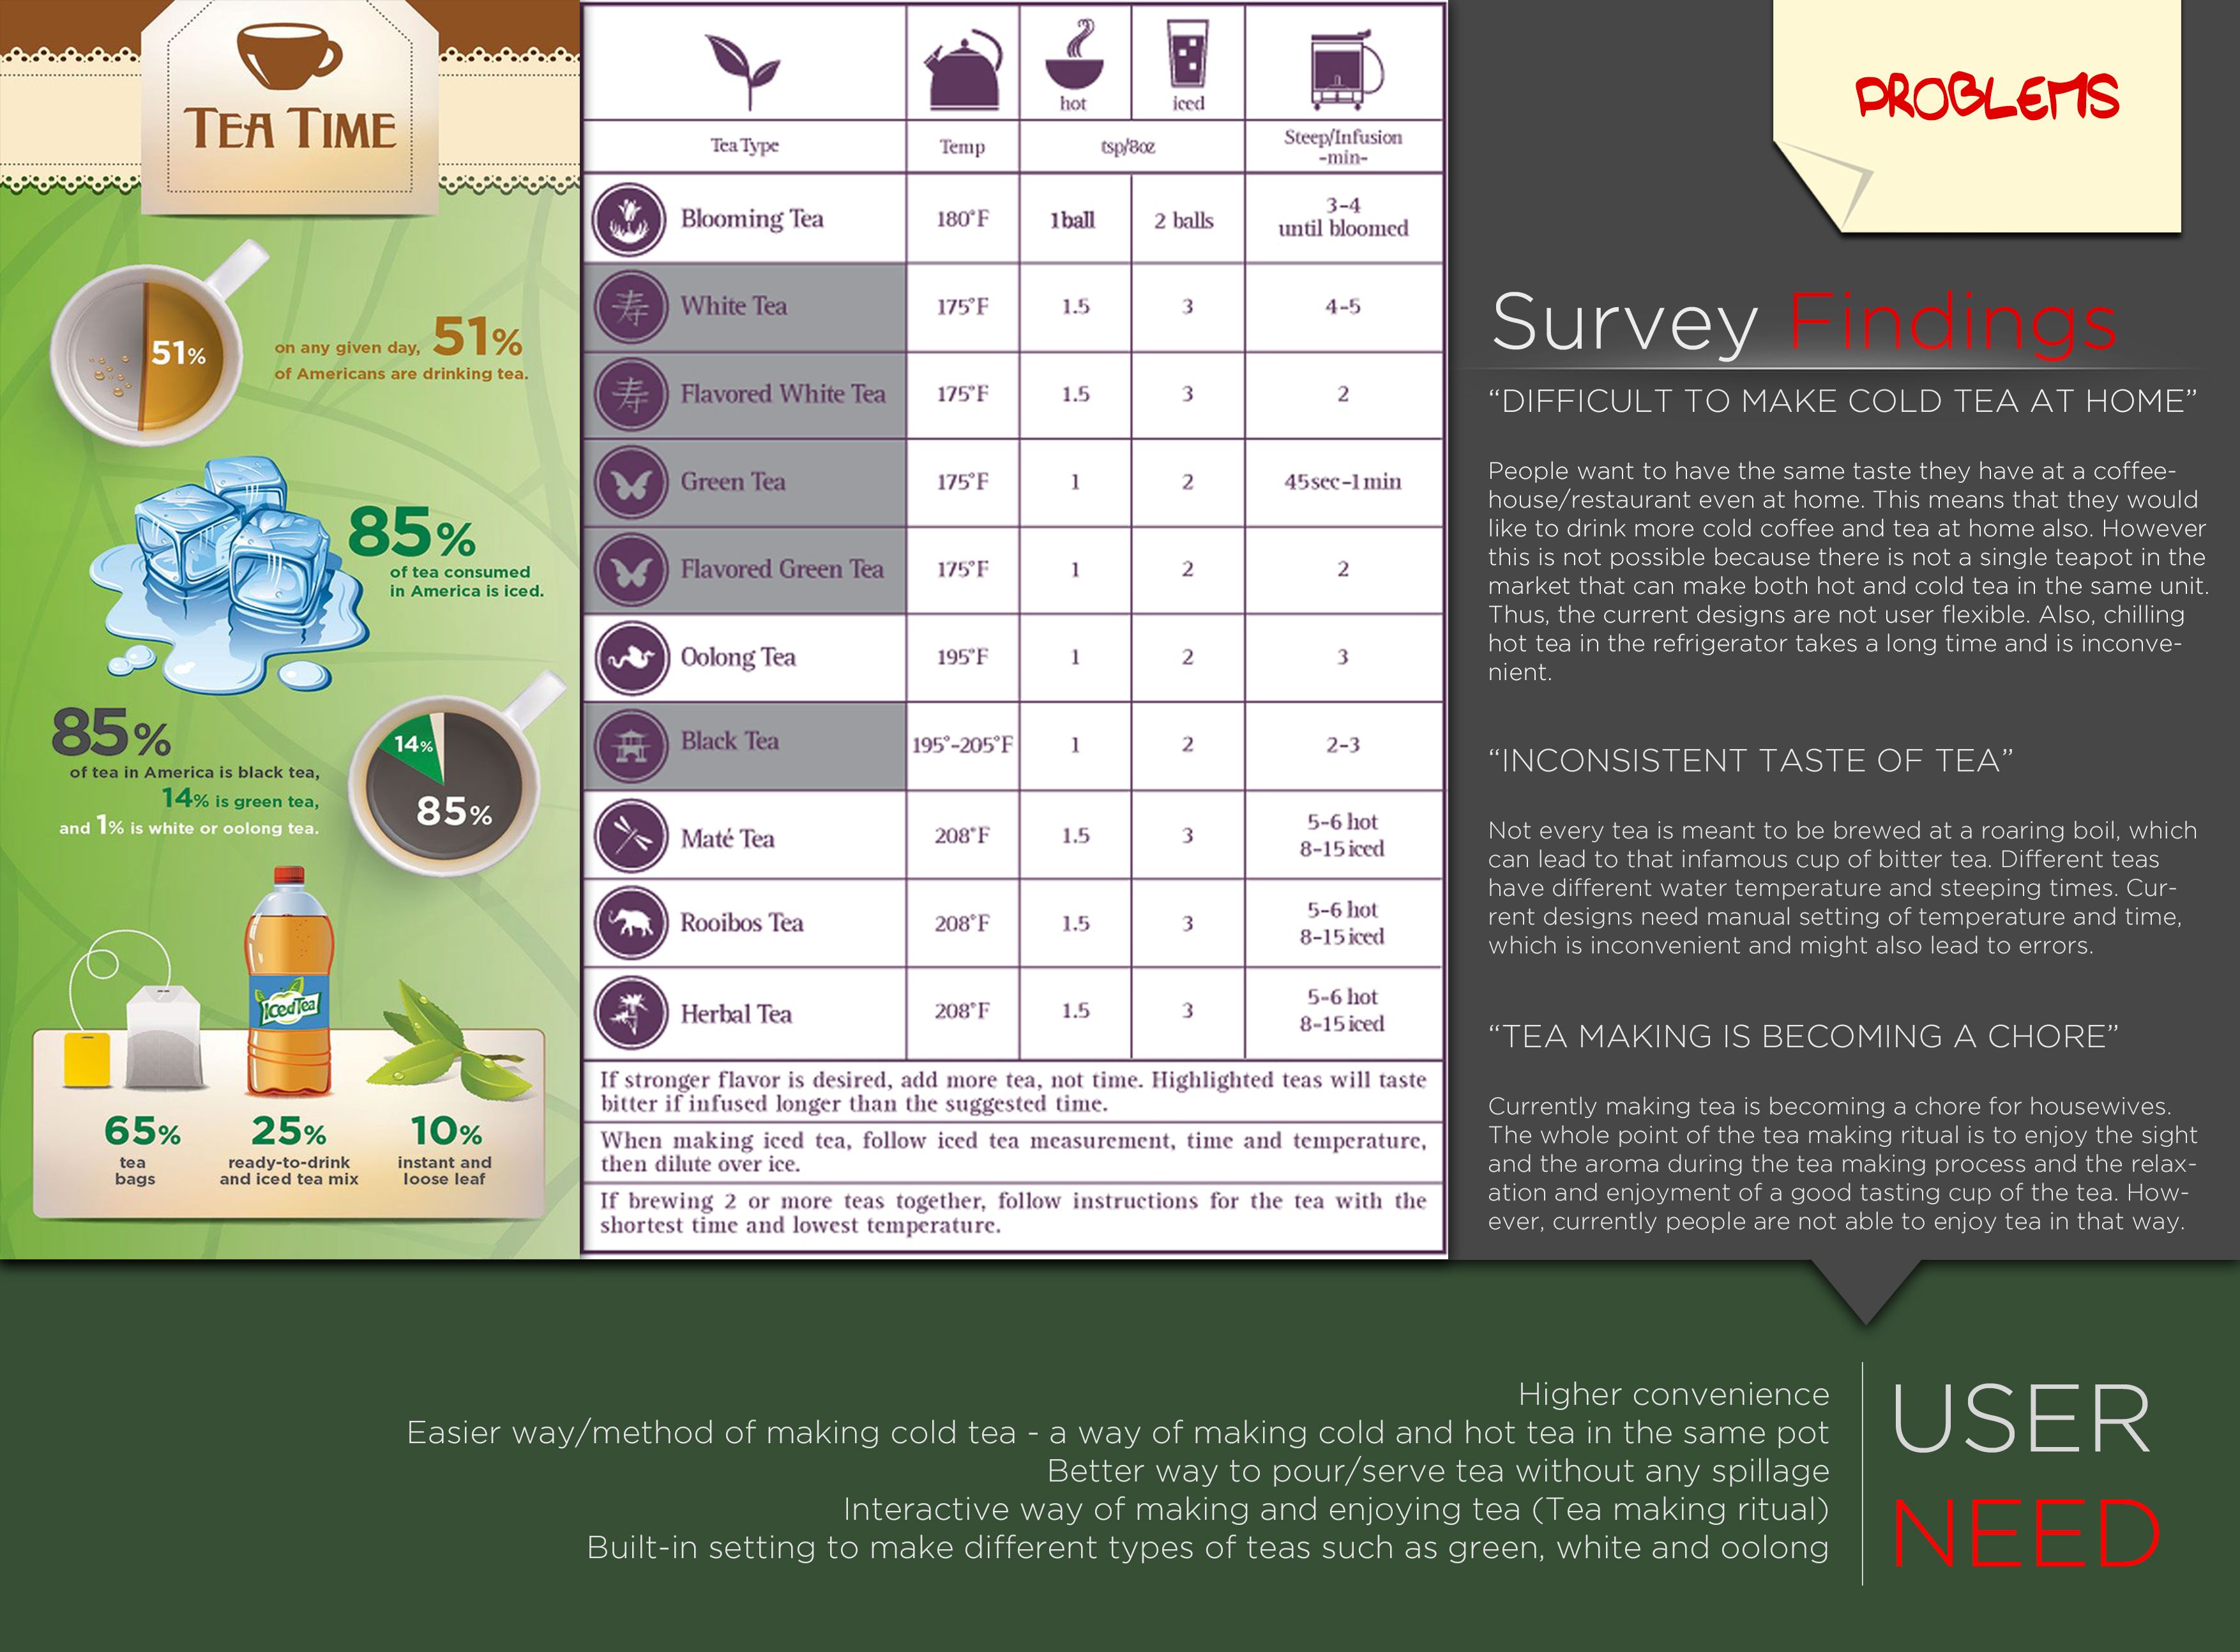 TEA TIME
51%
on any given day, 51%
of Americans are drinking tea.
85%
of tea consumed
in America is iced.
85%
of tea in America is black tea,
14% is green tea,
and 1% is white or oolong tea.
14%
85%
IcedTea
65%
tea
bags
25%
ready-to-drink
and iced tea mix
10%
instant and
loose leaf
hot
iced
Tea Type
Temp
tsp/8oz
Steep/Infusion
-min-
Blooming Tea
180°F
1 ball
2 balls
3-4
until bloomed
寿
White Tea
175°F
1.5
3
4-5
寿
Flavored White Tea
175°F
1.5
3
2
Green Tea
175°F
1
2
45sec-1min
Flavored Green Tea
175°F
1
2
2
Oolong Tea
195°F
1
2
3
Black Tea
195°-205°F
1
2
2-3
Maté Tea
208°F
1.5
3
5-6 hot
8-15 iced
Rooibos Tea
208°F
1.5
3
5-6 hot
8-15 iced
Herbal Tea
208°F
1.5
3
5-6 hot
8-15 iced
If stronger flavor is desired, add more tea, not time. Highlighted teas will taste
bitter if infused longer than the suggested time.
When making iced tea, follow iced tea measurement, time and temperature,
then dilute over ice.
If brewing 2 or more teas together, follow instructions for the tea with the
shortest time and lowest temperature.
PROBLEMS
Survey Findings
“DIFFICULT TO MAKE COLD TEA AT HOME”
People want to have the same taste they have at a coffee-
house/restaurant even at home. This means that they would
like to drink more cold coffee and tea at home also. However
this is not possible because there is not a single teapot in the
market that can make both hot and cold tea in the same unit.
Thus, the current designs are not user flexible. Also, chilling
hot tea in the refrigerator takes a long time and is inconve-
nient.
“INCONSISTENT TASTE OF TEA”
Not every tea is meant to be brewed at a roaring boil, which
can lead to that infamous cup of bitter tea. Different teas
have different water temperature and steeping times. Cur-
rent designs need manual setting of temperature and time,
which is inconvenient and might also lead to errors.
“TEA MAKING IS BECOMING A CHORE”
Currently making tea is becoming a chore for housewives.
The whole point of the tea making ritual is to enjoy the sight
and the aroma during the tea making process and the relax-
ation and enjoyment of a good tasting cup of the tea. How-
ever, currently people are not able to enjoy tea in that way.
Higher convenience
Easier way/method of making cold tea - a way of making cold and hot tea in the same pot
Better way to pour/serve tea without any spillage
Interactive way of making and enjoying tea (Tea making ritual)
Built-in setting to make different types of teas such as green, white and oolong
USER
NEED